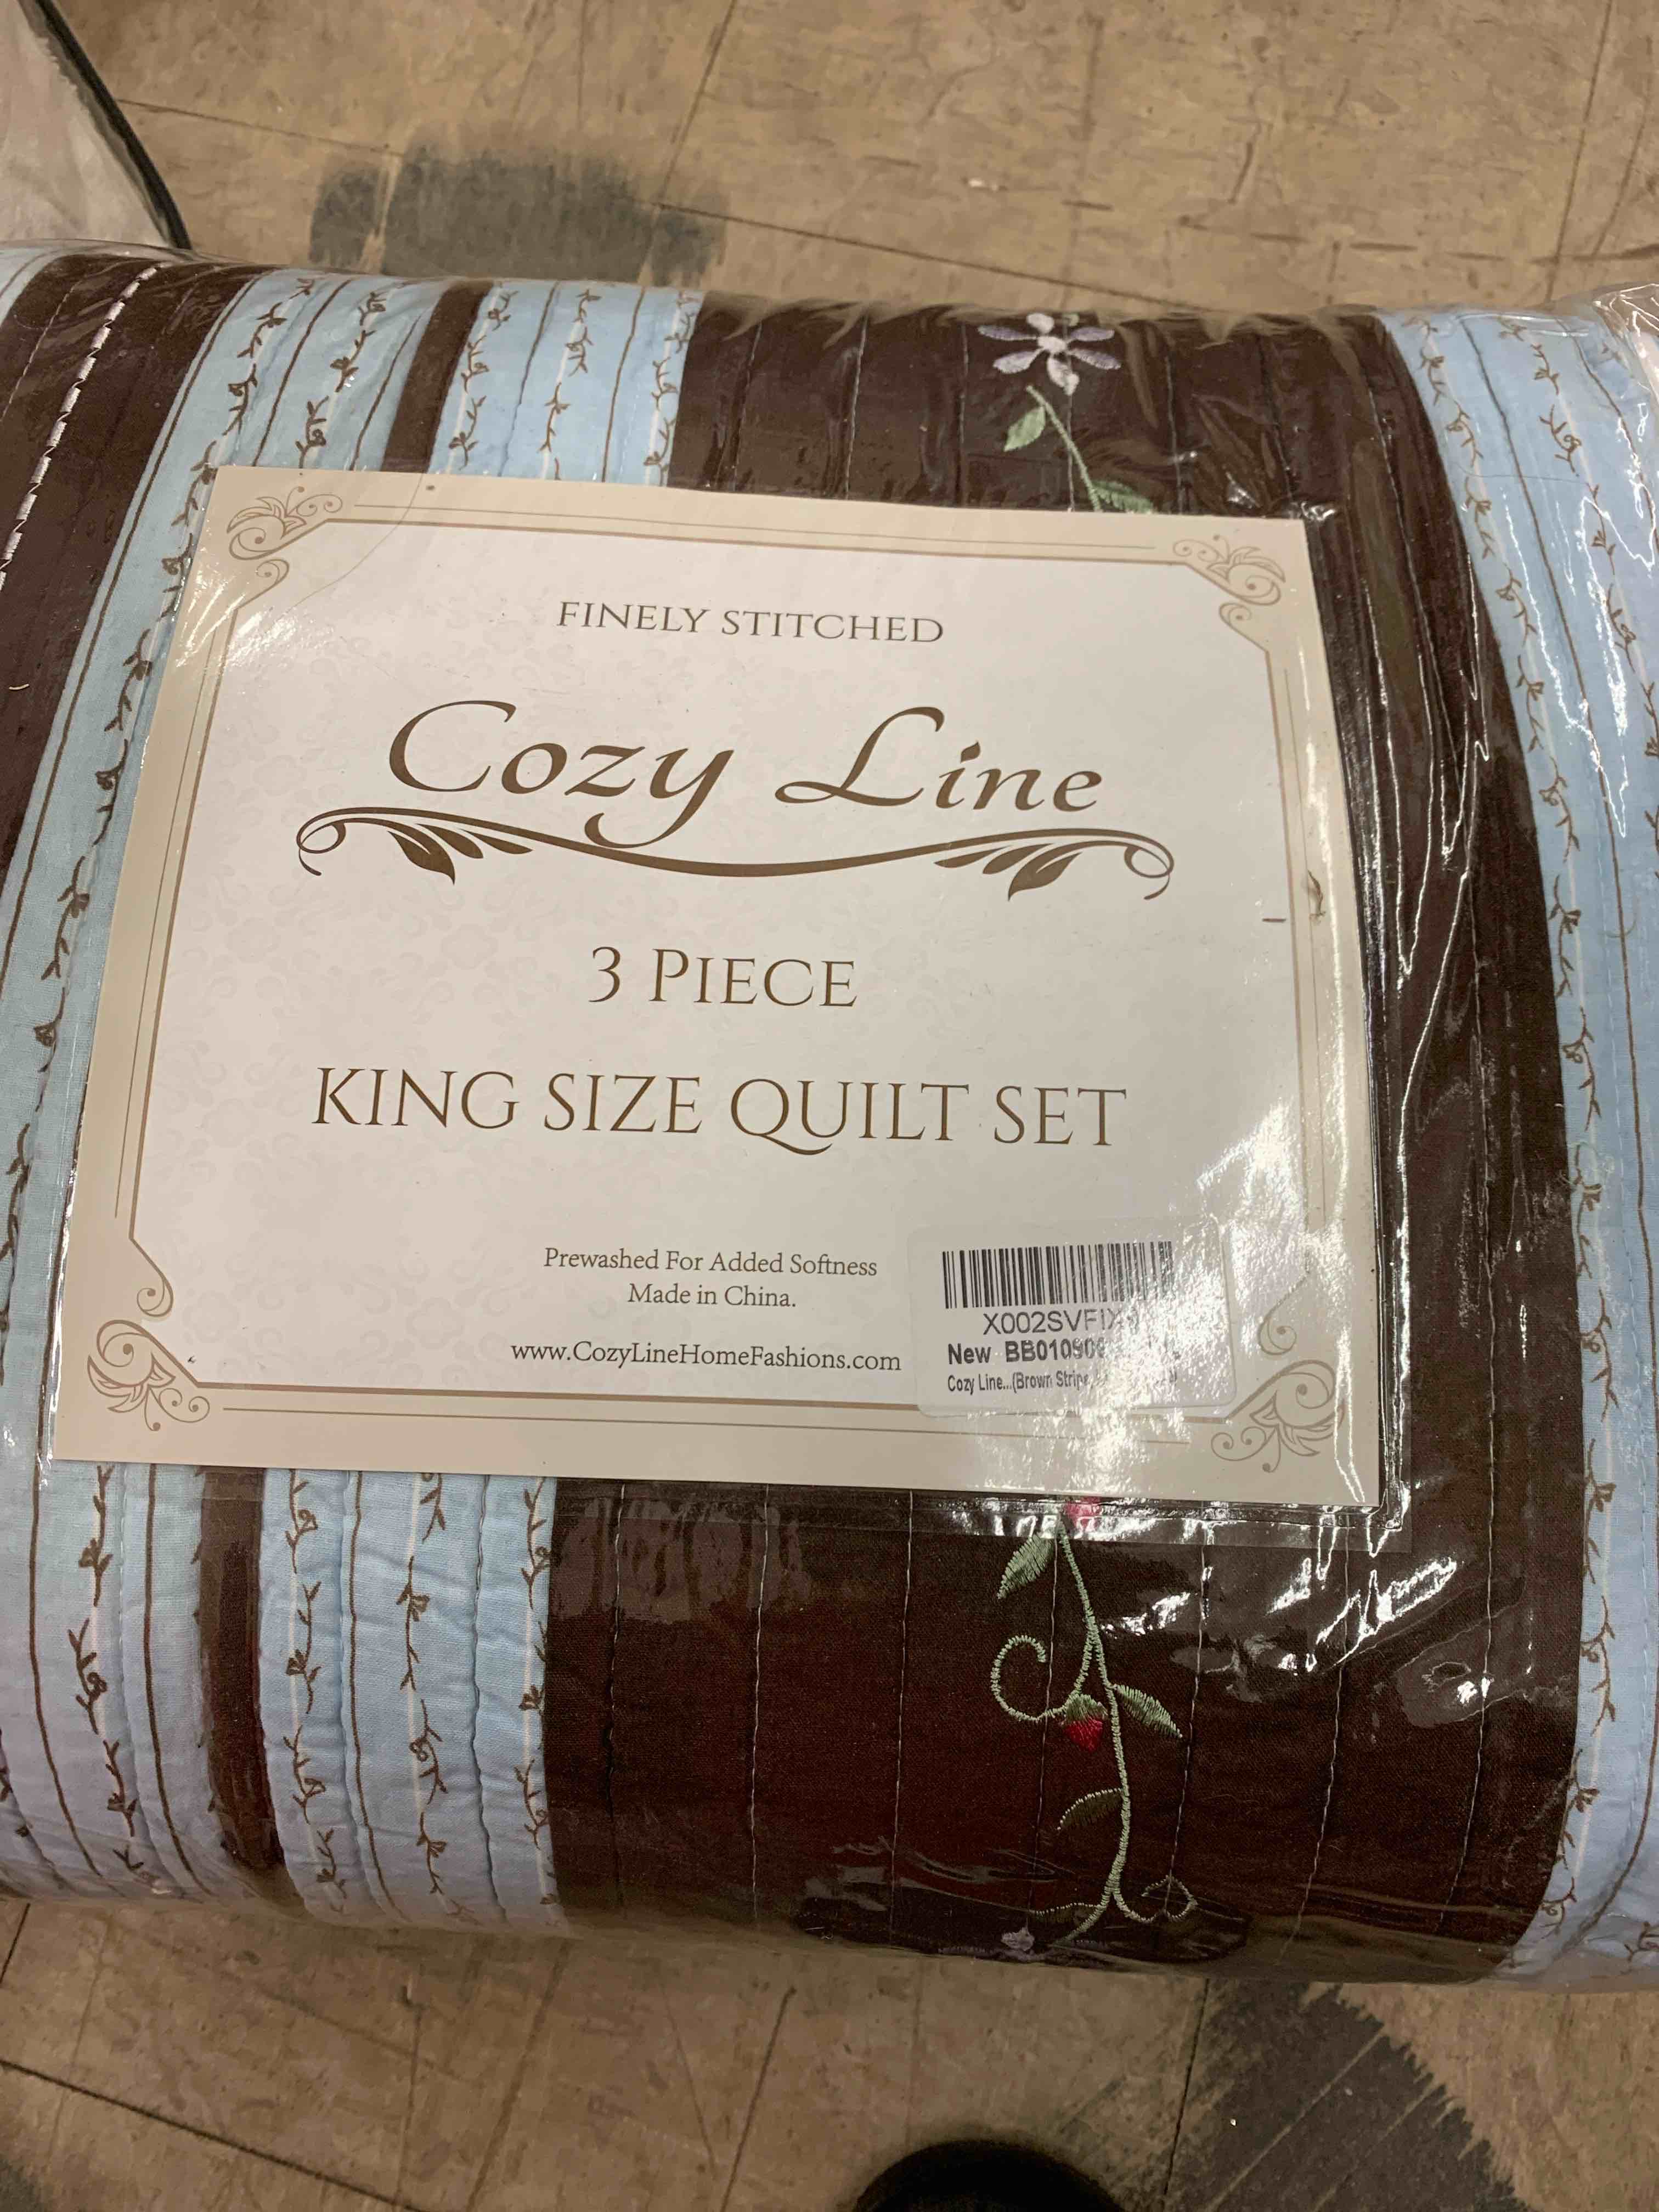 FINELY STITCHED
Cozy Line
3 PIECE
KING SIZE QUILT SET
Prewashed For Added Softness
Made in China.
www.CozyLineHomeFashions.com
New
Cozy Line...(Brown